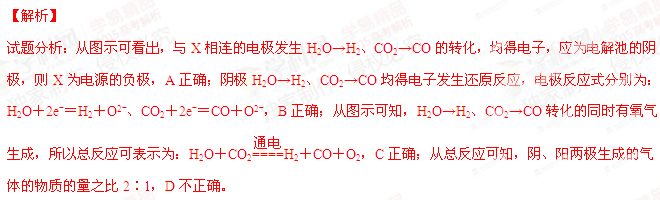 【解析】
试题分析：从图示可看出，与 X 相连的电极发生 H₂O→H₂、CO₂→CO 的转化，均得电子，应为电解池的阴
极，则 X 为电源的负极，A 正确；阴极 H₂O→H₂、CO₂→CO 均得电子发生还原反应，电极反应式分别为：
H₂O＋2e⁻＝H₂＋O²⁻、CO₂＋2e⁻＝CO＋O²⁻，B 正确；从图示可知，H₂O→H₂、CO₂→CO 转化的同时有氧气
通电
生成，所以总反应可表示为：H₂O＋CO₂====H₂＋CO＋O₂，C 正确；从总反应可知，阴、阳两极生成的气
体的物质的量之比 2∶1，D 不正确。